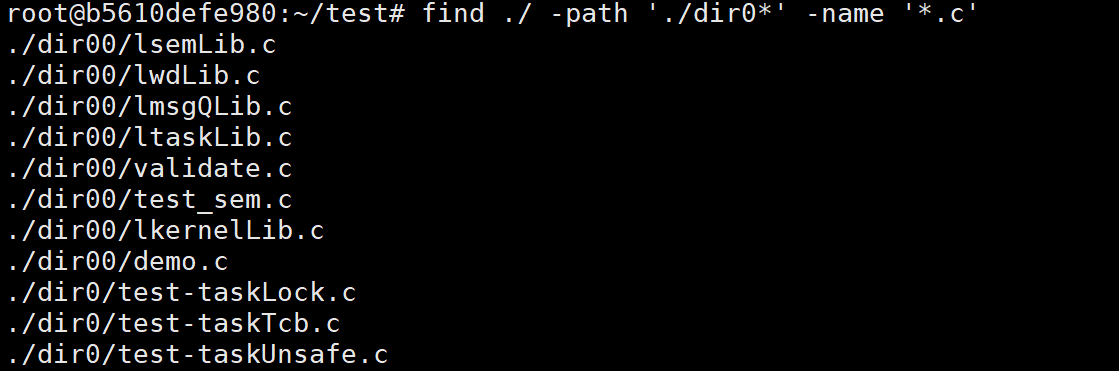 root@b5610defe980:~/test# find ./ -path './dir0*' -name '*.c'
./dir00/lsemLib.c
./dir00/lwdLib.c
./dir00/lmsgQLib.c
./dir00/ltaskLib.c
./dir00/validate.c
./dir00/test_sem.c
./dir00/lkernelLib.c
./dir00/demo.c
./dir0/test-taskLock.c
./dir0/test-taskTcb.c
./dir0/test-taskUnsafe.c